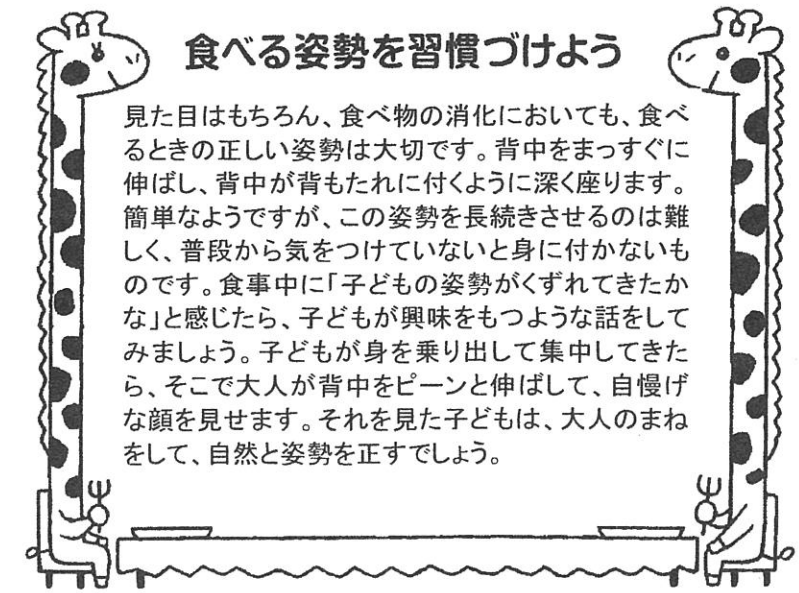 食べる姿勢を習慣づけよう
見た目はもちろん、食べ物の消化においても、食べ
るときの正しい姿勢は大切です。背中をまっすぐに
伸ばし、背中が背もたれに付くように深く座ります。
簡単なようですが、この姿勢を長続きさせるのは難
しく、普段から気をつけていないと身に付かないも
のです。食事中に「子どもの姿勢がくずれてきたか
な」と感じたら、子どもが興味をもつような話をして
みましょう。子どもが身を乗り出して集中してきた
ら、そこで大人が背中をピーンと伸ばして、自慢げ
な顔を見せます。それを見た子どもは、大人のまね
をして、自然と姿勢を正すでしょう。